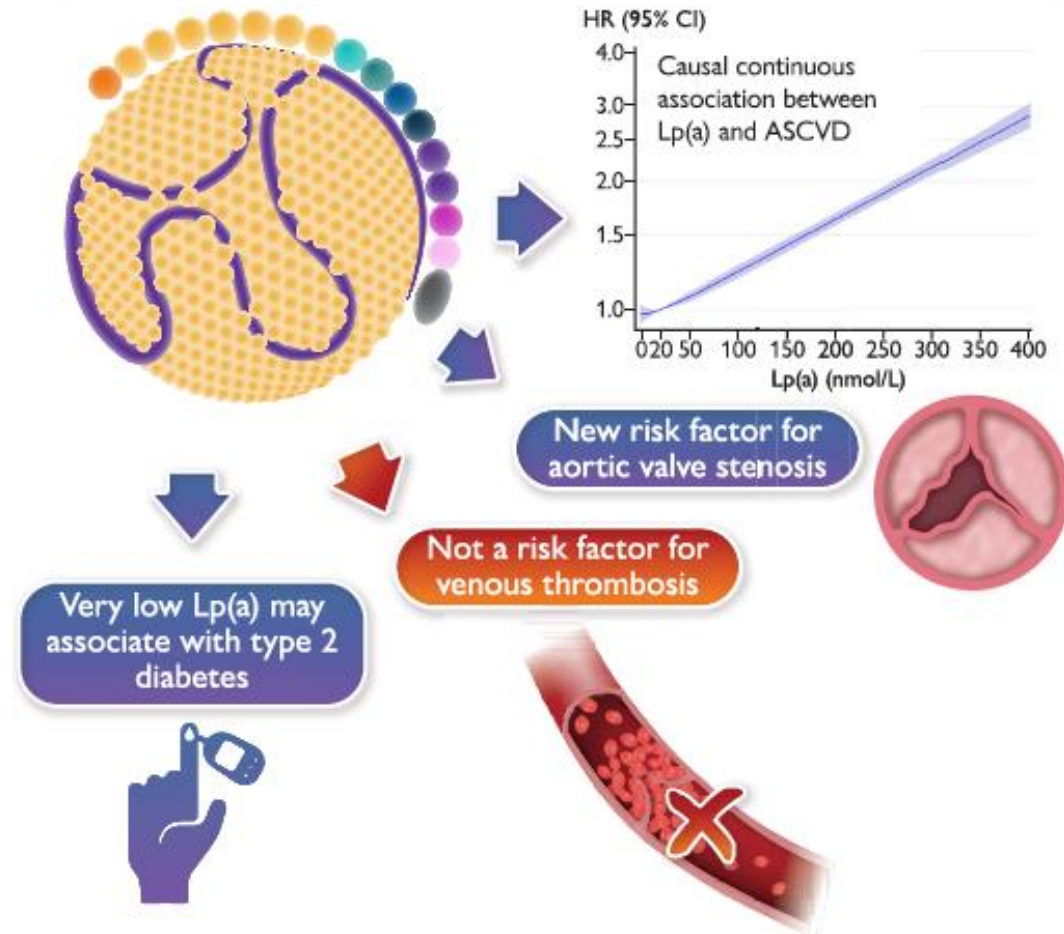 HR (95% CI)
4.0
3.0
2.5
2.0
1.5
1.0
Causal continuous
association between
Lp(a) and ASCVD
0 20 50 100 150 200 250 300 350 400
Lp(a) (nmol/L)
New risk factor for
aortic valve stenosis
Not a risk factor for
venous thrombosis
Very low Lp(a) may
associate with type 2
diabetes